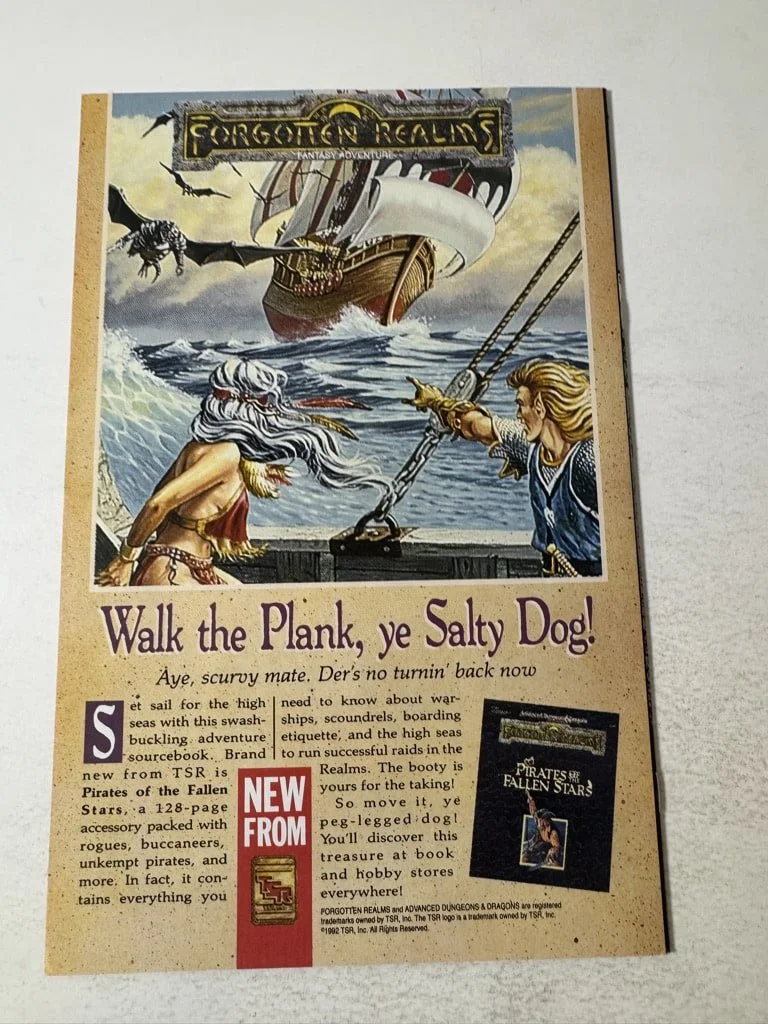 FORGOTTEN REALMS
FANTASY ADVENTURE
Walk the Plank, ye Salty Dog!
Aye, scurvy mate. Der's no turnin' back now
Set sail for the high
seas with this swash-
buckling adventure
sourcebook. Brand
new from TSR is
Pirates of the Fallen
Stars, a 128-page
accessory packed with
rogues, buccaneers,
unkempt pirates, and
more. In fact, it con-
tains everything you
need to know about war-
ships, scoundrels, boarding
etiquette, and the high seas
to run successful raids in the
Realms. The booty is
yours for the taking!
So move it, ye
peg-legged dog!
You'll discover this
treasure at book
and hobby stores
everywhere!
NEW
FROM
TSR
Advanced Dungeons & Dragons
FORGOTTEN REALMS
PIRATES OF THE
FALLEN STARS
FORGOTTEN REALMS and ADVANCED DUNGEONS & DRAGONS are registered
trademarks owned by TSR, Inc. The TSR logo is a trademark owned by TSR, Inc.
©1992 TSR, Inc. All Rights Reserved.